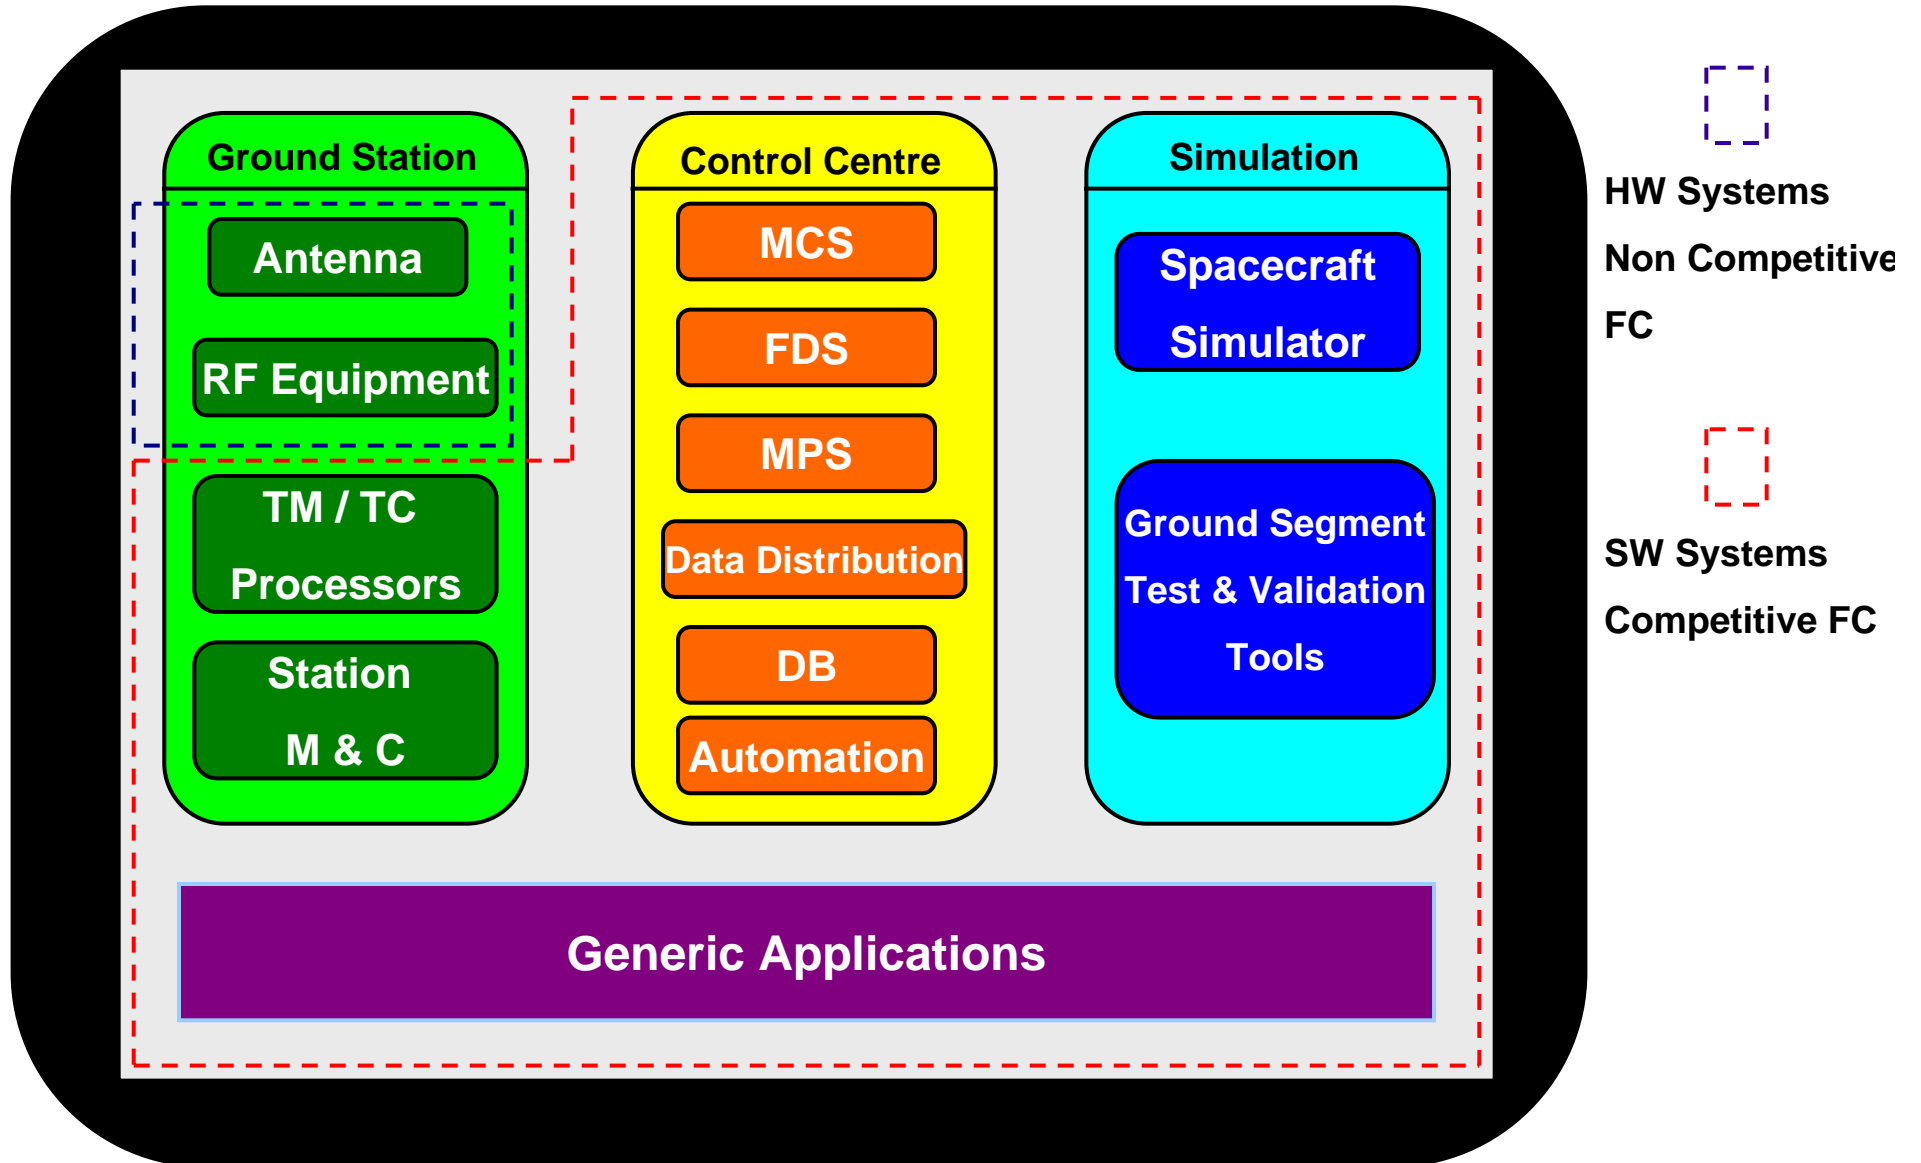 Ground Station
Antenna
RF Equipment
TM / TC
Processors
Station
M & C
Control Centre
MCS
FDS
MPS
Data Distribution
DB
Automation
Simulation
Spacecraft
Simulator
Ground Segment
Test & Validation
Tools
Generic Applications
HW Systems
Non Competitive
FC
SW Systems
Competitive FC